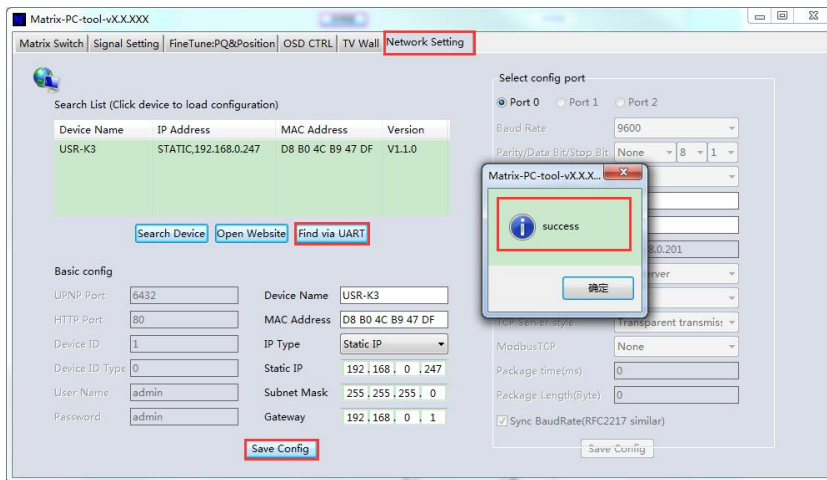 Matrix-PC-tool-vX.X.XXX
Matrix Switch Signal Setting FineTune:PQ&Position OSD CTRL TV Wall Network Setting
Search List (Click device to load configuration)
Device Name IP Address MAC Address Version
USR-K3 STATIC,192.168.0.247 D8 B0 4C B9 47 DF V1.1.0
Search Device Open Website Find via UART
Basic config
UPNP Port 6432 Device Name USR-K3
HTTP Port 80 MAC Address D8 B0 4C B9 47 DF
Device ID 1 IP Type Static IP
Device ID Type 0 Static IP 192 . 168 . 0 . 247
User Name admin Subnet Mask 255 . 255 . 255 . 0
Password admin Gateway 192 . 168 . 0 . 1
Save Config
Select config port
Port 0 Port 1 Port 2
Baud Rate 9600
Parity/Data Bit/Stop Bit None 8 1
Matrix-PC-tool-vX.X.X...
success
确定
8.0.201
erver
TCP Server style Transparent transmis:
ModbusTCP None
Package time(ms) 0
Package Length(Byte) 0
Sync BaudRate(RFC2217 similar)
Save Config